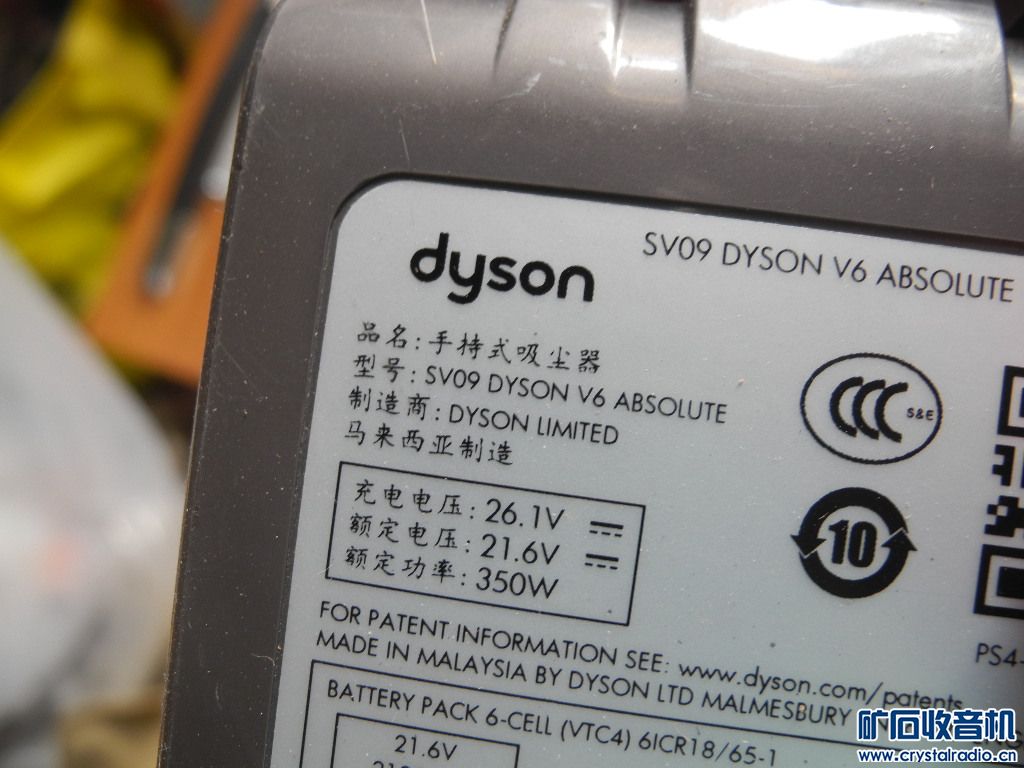 dyson
SV09 DYSON V6 ABSOLUTE
品名:手持式吸尘器
型号:SV09 DYSON V6 ABSOLUTE
制造商:DYSON LIMITED
马来西亚制造
CCC S&E
充电电压:26.1V
额定电压:21.6V
额定功率:350W
10
FOR PATENT INFORMATION SEE: www.dyson.com/patents
MADE IN MALAYSIA BY DYSON LTD MALMESBURY
PS4-
BATTERY PACK 6-CELL (VTC4) 6ICR18/65-1
21.6V
矿石收音机
www.crystalradio.cn